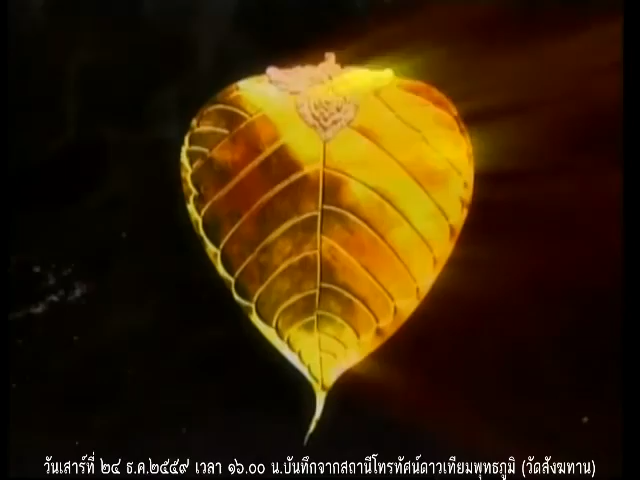 วันเสาร์ที่ ๒๔ ธ.ค.๒๕๕๙ เวลา ๑๖.๐๐ น.บันทึกจากสถานีโทรทัศน์ดาวเทียมพุทธภูมิ (วัดสังฆทาน)